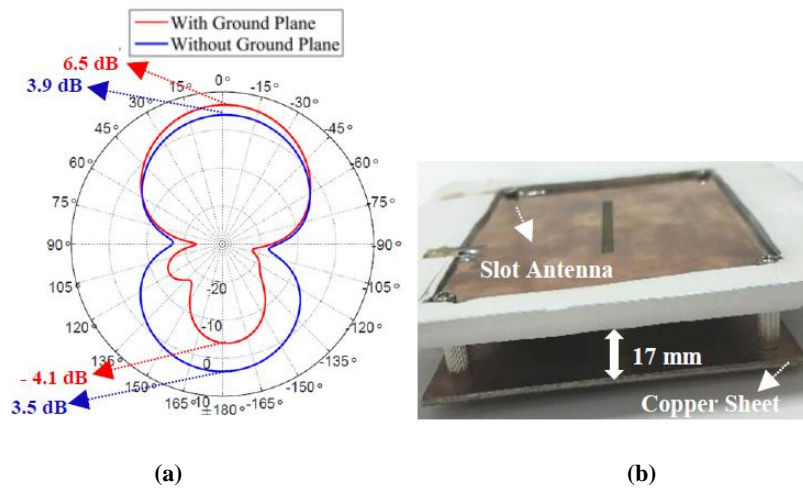 With Ground Plane
Without Ground Plane
6.5 dB
3.9 dB
0°
15°
-15°
30°
-30°
45°
-45°
60°
-60°
75°
-75°
90°
-90°
105°
-105°
120°
-120°
135°
-135°
150°
-150°
165°
-165°
±180°
-20
-10
0
10
- 4.1 dB
3.5 dB
Slot Antenna
17 mm
Copper Sheet
(a)
(b)